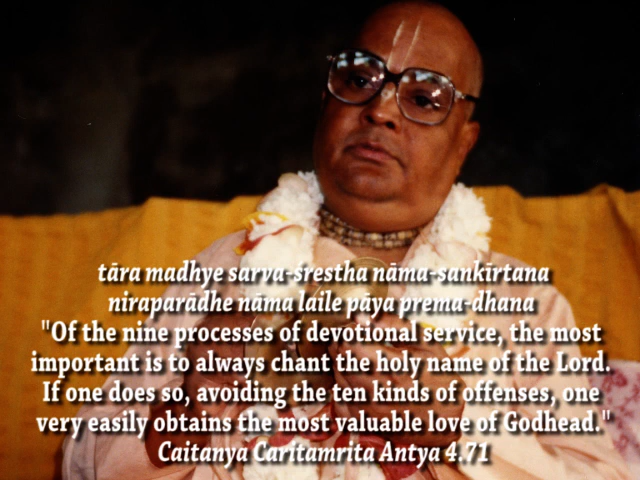 tāra madhye sarva-śrestha nāma-sankīrtana
niraparādhe nāma laile pāya prema-dhana
"Of the nine processes of devotional service, the most
important is to always chant the holy name of the Lord.
If one does so, avoiding the ten kinds of offenses, one
very easily obtains the most valuable love of Godhead."
Caitanya Caritamrita Antya 4.71